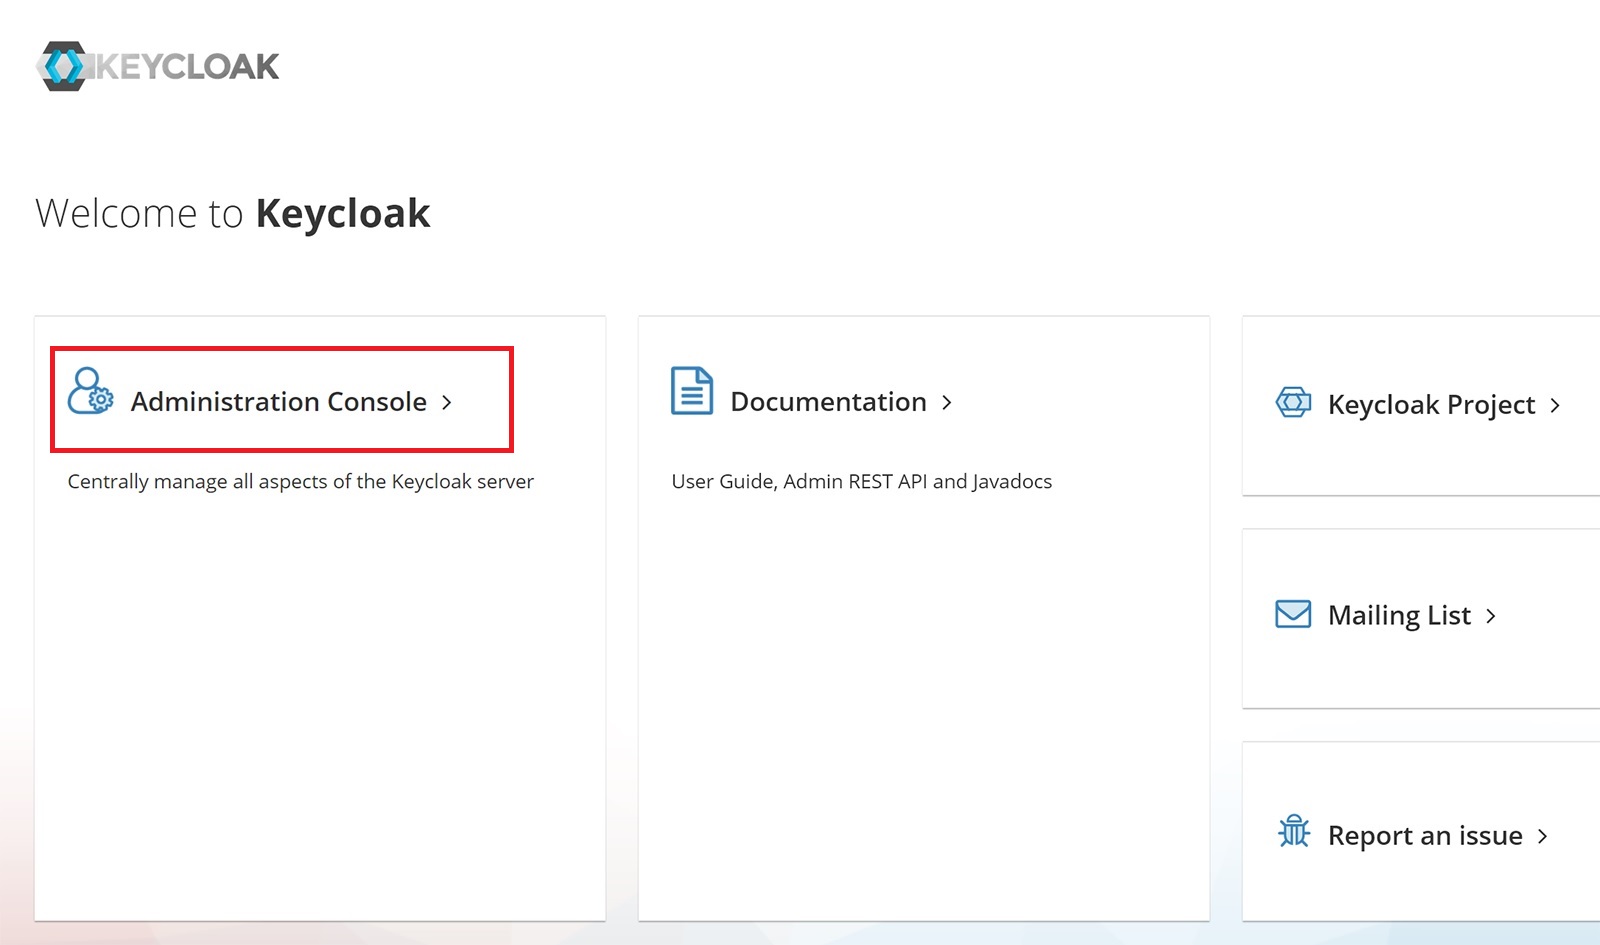 KEYCLOAK
Welcome to Keycloak
Administration Console
Centrally manage all aspects of the Keycloak server
Documentation
User Guide, Admin REST API and Javadocs
Keycloak Project
Mailing List
Report an issue